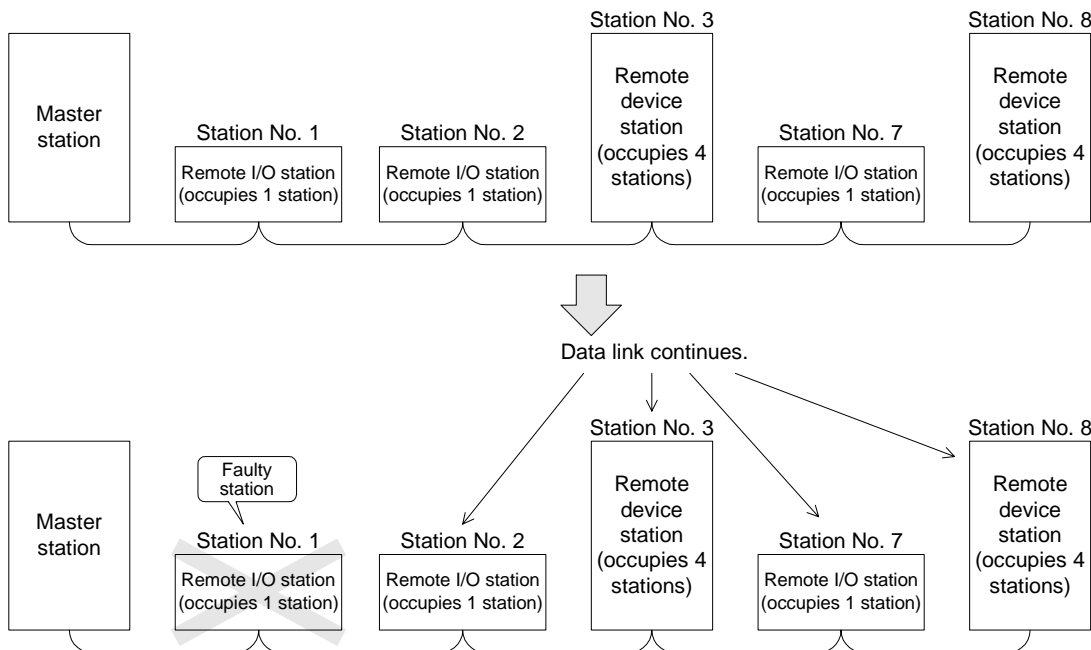 Station No. 3
Station No. 8
Master
station
Station No. 1
Remote I/O station
(occupies 1 station)
Station No. 2
Remote I/O station
(occupies 1 station)
Remote
device
station
(occupies 4
stations)
Station No. 7
Remote I/O station
(occupies 1 station)
Remote
device
station
(occupies 4
stations)
Data link continues.
Station No. 3
Station No. 8
Master
station
Faulty
station
Station No. 1
Remote I/O station
(occupies 1 station)
Station No. 2
Remote I/O station
(occupies 1 station)
Remote
device
station
(occupies 4
stations)
Station No. 7
Remote I/O station
(occupies 1 station)
Remote
device
station
(occupies 4
stations)